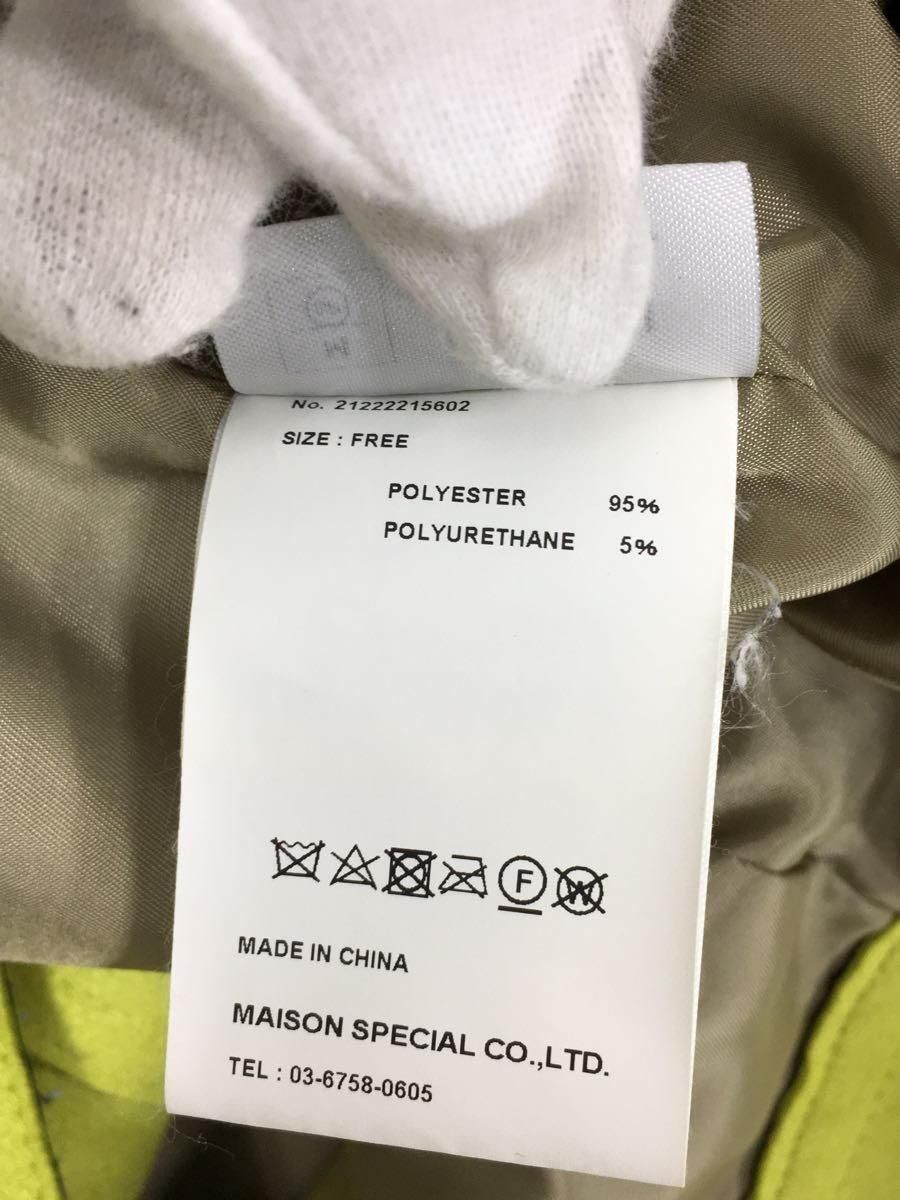 No. 21222215602
SIZE : FREE
POLYESTER 95%
POLYURETHANE 5%
F
W
MADE IN CHINA
MAISON SPECIAL CO.,LTD.
TEL : 03-6758-0605